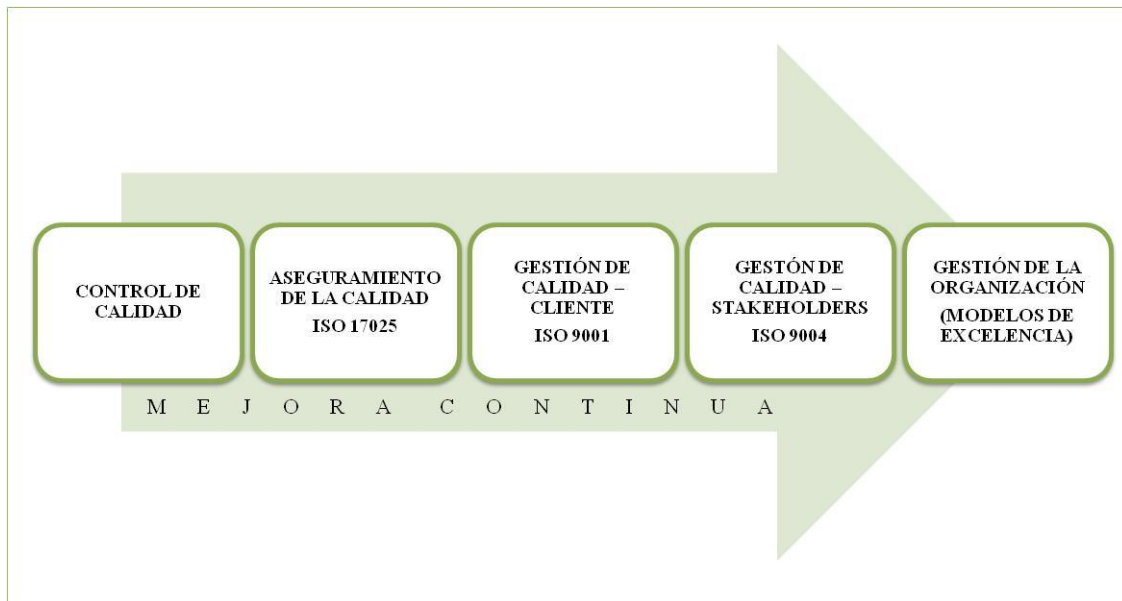 CONTROL DE
CALIDAD
ASEGURAMIENTO
DE LA CALIDAD
ISO 17025
GESTIÓN DE
CALIDAD –
CLIENTE
ISO 9001
GESTÓN DE
CALIDAD –
STAKEHOLDERS
ISO 9004
GESTIÓN DE LA
ORGANIZACIÓN
(MODELOS DE
EXCELENCIA)
M E J O R A C O N T I N U A